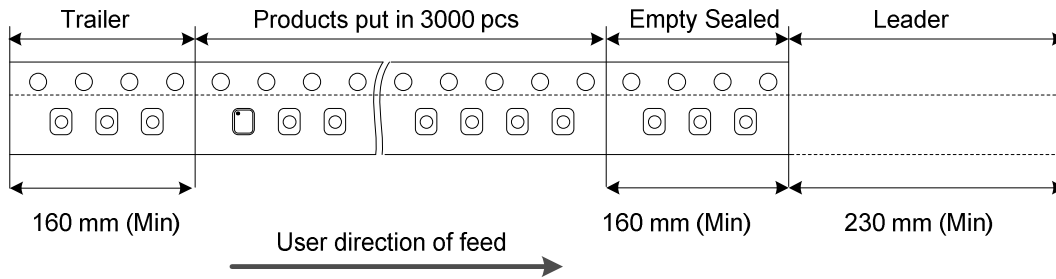 Trailer Products put in 3000 pcs Empty Sealed Leader
160 mm (Min) 160 mm (Min) 230 mm (Min)
User direction of feed